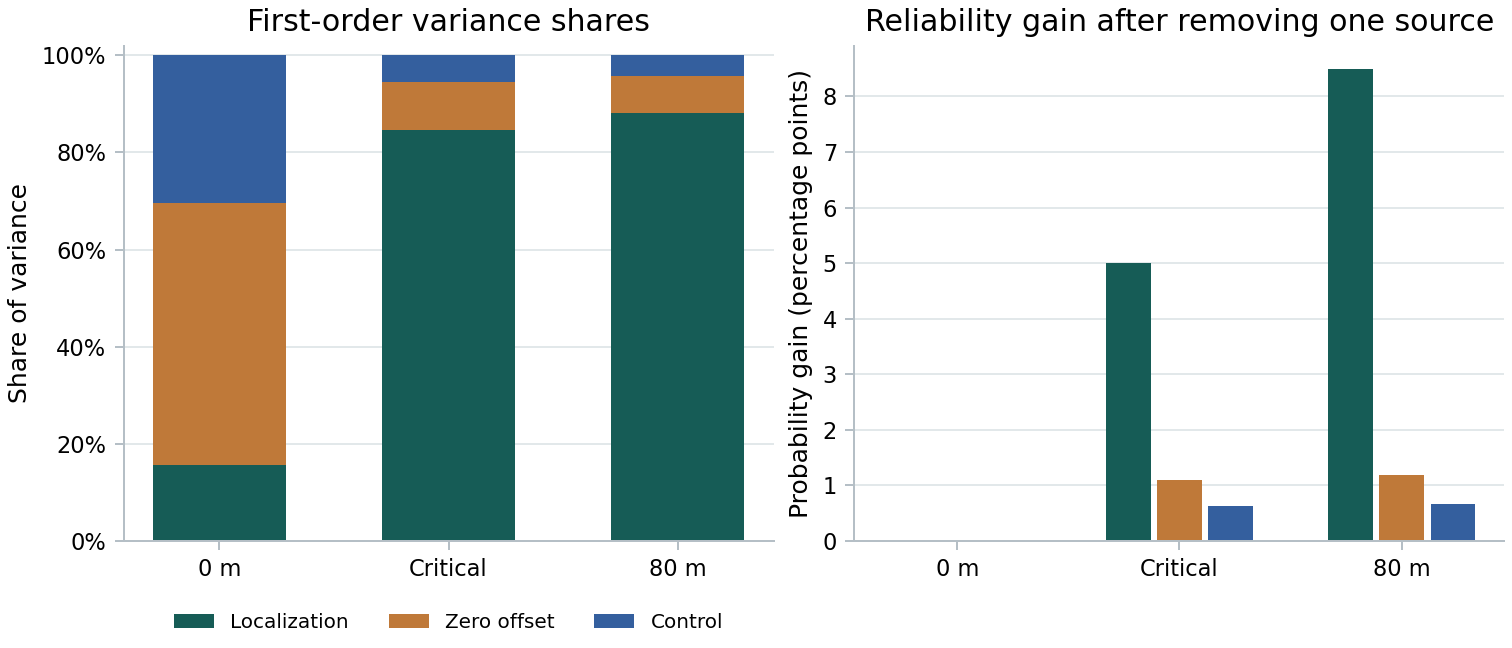 First-order variance shares
Share of variance
100%
80%
60%
40%
20%
0%
0 m
Critical
80 m
Localization
Zero offset
Control
Reliability gain after removing one source
Probability gain (percentage points)
8
7
6
5
4
3
2
1
0
0 m
Critical
80 m